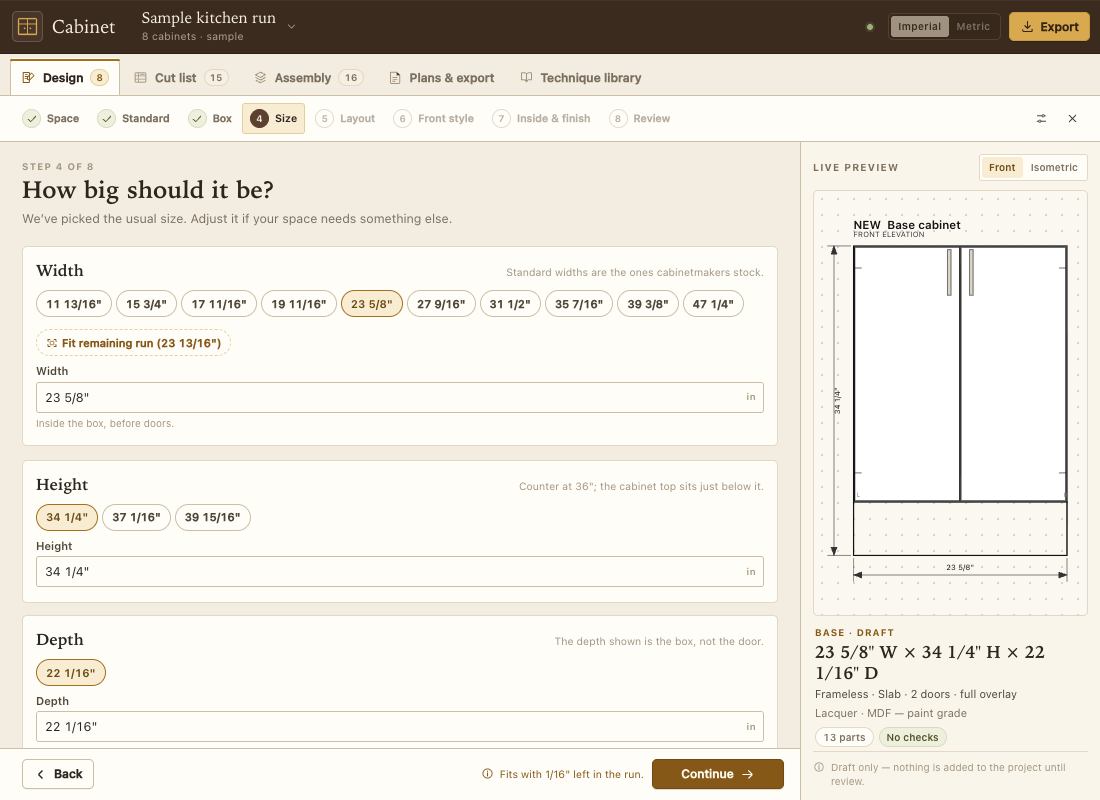 Cabinet
Sample kitchen run
8 cabinets · sample
Imperial
Metric
Export
Design 8
Cut list 15
Assembly 16
Plans & export
Technique library
Space
Standard
Box
4 Size
5 Layout
6 Front style
7 Inside & finish
8 Review
STEP 4 OF 8
How big should it be?
We've picked the usual size. Adjust it if your space needs something else.
Width
Standard widths are the ones cabinetmakers stock.
11 13/16"
15 3/4"
17 11/16"
19 11/16"
23 5/8"
27 9/16"
31 1/2"
35 7/16"
39 3/8"
47 1/4"
Fit remaining run (23 13/16")
Width
23 5/8" in
Inside the box, before doors.
Height
Counter at 36"; the cabinet top sits just below it.
34 1/4"
37 1/16"
39 15/16"
Height
34 1/4" in
Depth
The depth shown is the box, not the door.
22 1/16"
Depth
22 1/16" in
Back
Fits with 1/16" left in the run.
Continue
LIVE PREVIEW
Front
Isometric
NEW Base cabinet
FRONT ELEVATION
34 1/4"
23 5/8"
BASE · DRAFT
23 5/8" W × 34 1/4" H × 22
1/16" D
Frameless · Slab · 2 doors · full overlay
Lacquer · MDF — paint grade
13 parts
No checks
Draft only — nothing is added to the project until
review.